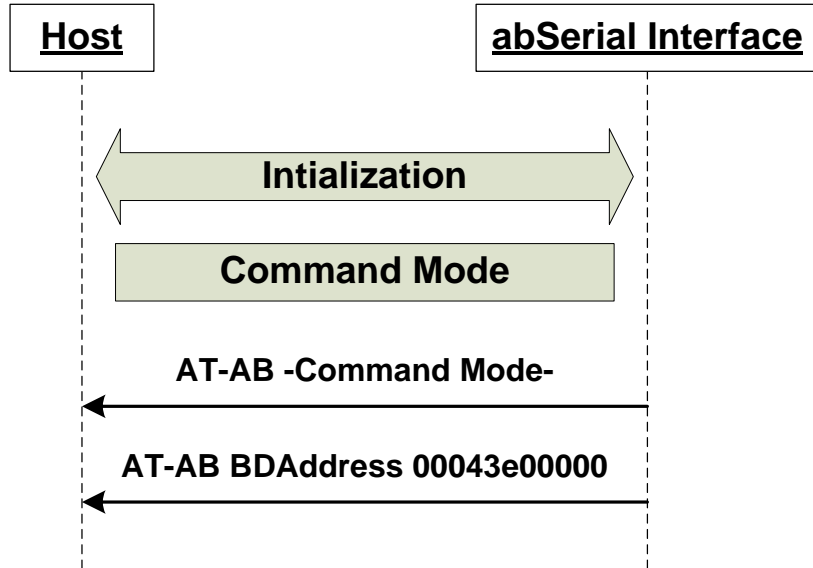 Host
abSerial Interface
Intialization
Command Mode
AT-AB -Command Mode-
AT-AB BDAddress 00043e00000